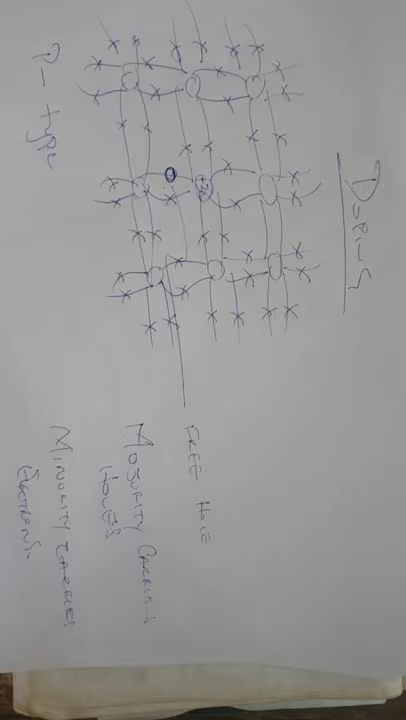 DOPING
FREE HOLE
MAJORITY CARRIERS
HOLES
MINORITY CARRIERS
ELECTRONS.
P-type